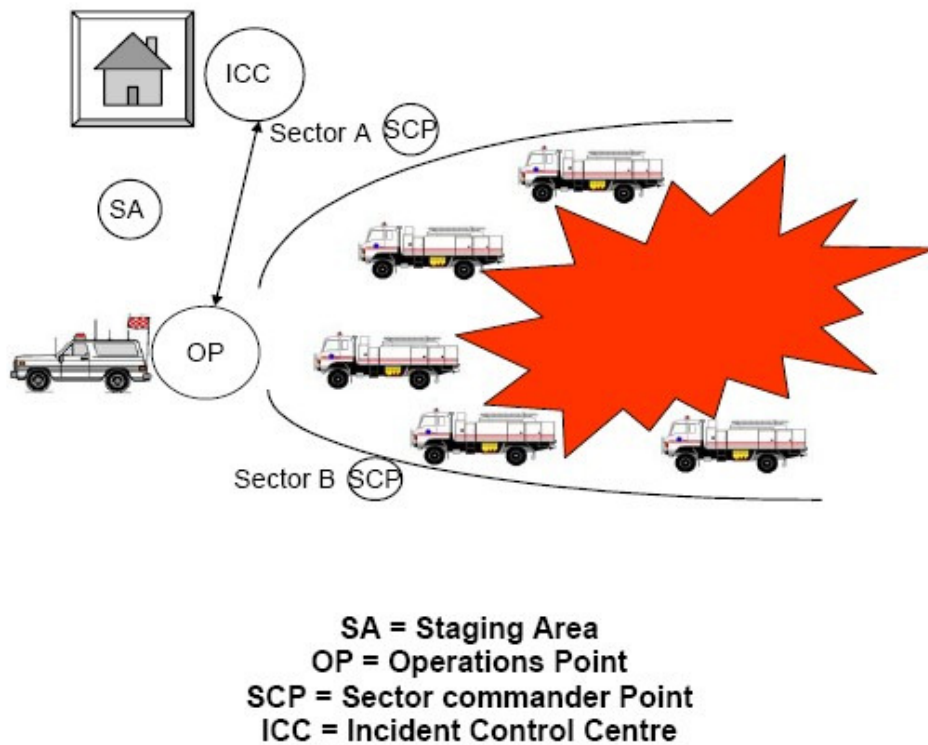 ICC
Sector A SCP
SA
OP
Sector B SCP
SA = Staging Area
OP = Operations Point
SCP = Sector commander Point
ICC = Incident Control Centre